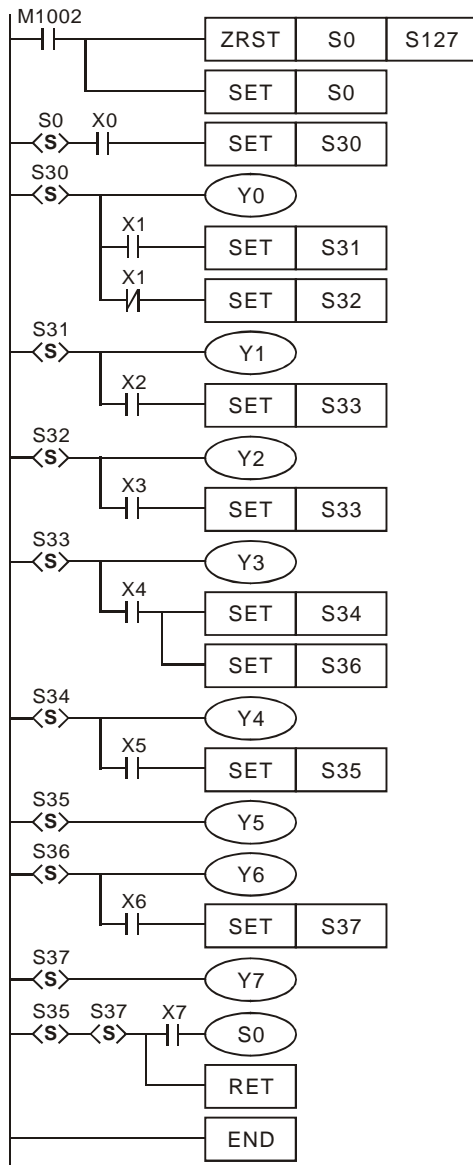 M1002
ZRST S0 S127
SET S0
S0 X0
S SET S30
S30
S Y0
X1
SET S31
X1
SET S32
S31
S Y1
X2
SET S33
S32
S Y2
X3
SET S33
S33
S Y3
X4
SET S34
SET S36
S34
S Y4
X5
SET S35
S35
S Y5
S36
S Y6
X6
SET S37
S37
S Y7
S35 S37 X7
S S S0
RET
END